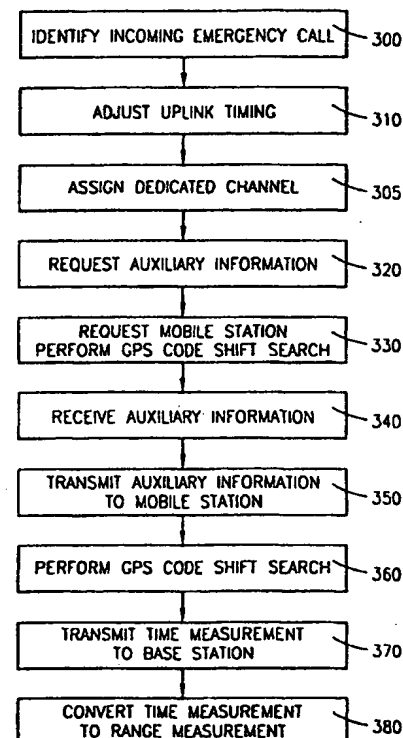 IDENTIFY INCOMING EMERGENCY CALL 300
ADJUST UPLINK TIMING 310
ASSIGN DEDICATED CHANNEL 305
REQUEST AUXILIARY INFORMATION 320
REQUEST MOBILE STATION
PERFORM GPS CODE SHIFT SEARCH 330
RECEIVE AUXILIARY INFORMATION 340
TRANSMIT AUXILIARY INFORMATION
TO MOBILE STATION 350
PERFORM GPS CODE SHIFT SEARCH 360
TRANSMIT TIME MEASUREMENT
TO BASE STATION 370
CONVERT TIME MEASUREMENT
TO RANGE MEASUREMENT 380